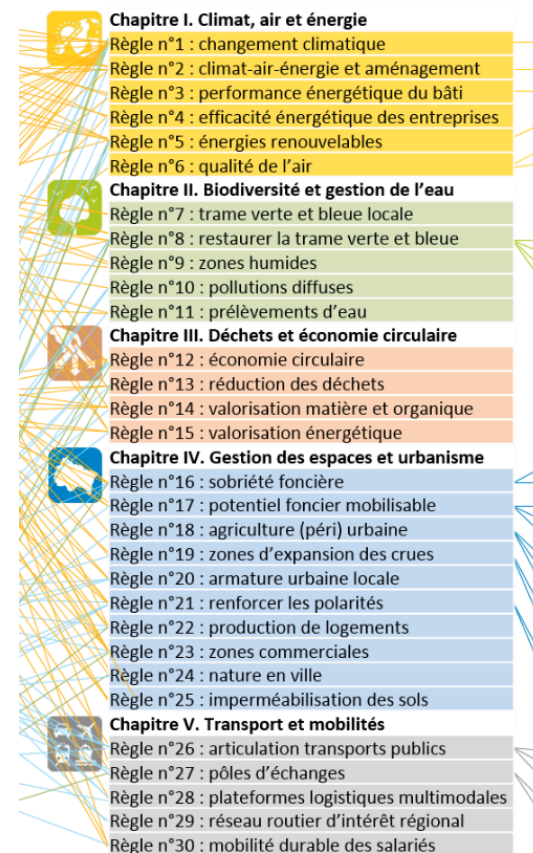 Chapitre I. Climat, air et énergie
Règle n°1 : changement climatique
Règle n°2 : climat-air-énergie et aménagement
Règle n°3 : performance énergétique du bâti
Règle n°4 : efficacité énergétique des entreprises
Règle n°5 : énergies renouvelables
Règle n°6 : qualité de l'air
Chapitre II. Biodiversité et gestion de l'eau
Règle n°7 : trame verte et bleue locale
Règle n°8 : restaurer la trame verte et bleue
Règle n°9 : zones humides
Règle n°10 : pollutions diffuses
Règle n°11 : prélèvements d'eau
Chapitre III. Déchets et économie circulaire
Règle n°12 : économie circulaire
Règle n°13 : réduction des déchets
Règle n°14 : valorisation matière et organique
Règle n°15 : valorisation énergétique
Chapitre IV. Gestion des espaces et urbanisme
Règle n°16 : sobriété foncière
Règle n°17 : potentiel foncier mobilisable
Règle n°18 : agriculture (péri) urbaine
Règle n°19 : zones d'expansion des crues
Règle n°20 : armature urbaine locale
Règle n°21 : renforcer les polarités
Règle n°22 : production de logements
Règle n°23 : zones commerciales
Règle n°24 : nature en ville
Règle n°25 : imperméabilisation des sols
Chapitre V. Transport et mobilités
Règle n°26 : articulation transports publics
Règle n°27 : pôles d'échanges
Règle n°28 : plateformes logistiques multimodales
Règle n°29 : réseau routier d'intérêt régional
Règle n°30 : mobilité durable des salariés